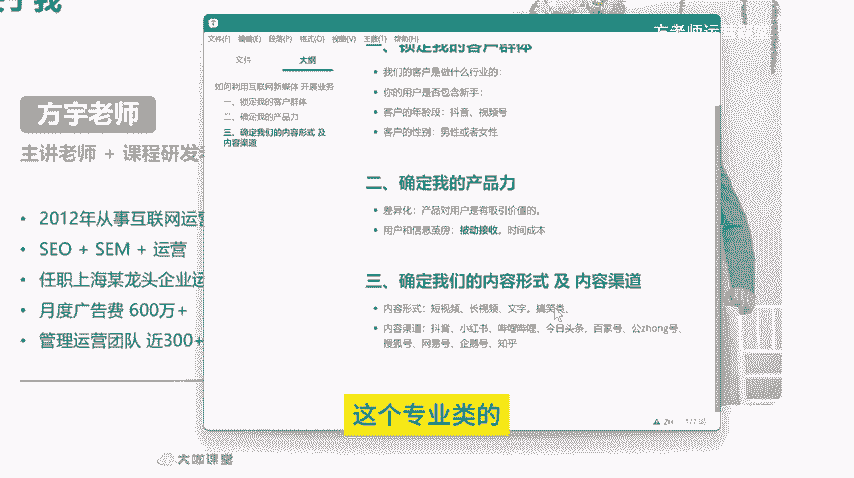 方老师运营
方宇老师
主讲老师 + 课程研发
• 2012年从事互联网运营
• SEO + SEM + 运营
• 任职上海某龙头企业运
• 月度广告费 600万+
• 管理运营团队 近300+
大咖课堂
文件(F) 编辑(E) 段落(P) 格式(O) 视图(V) 主题(T) 帮助(H)
文件 大纲
如何利用互联网新媒体 开展业务
一、锁定我的客户群体
二、确定我的产品力
三、确定我们的内容形式 及
内容渠道
一、锁定我的客户群体
• 我们的客户是做什么行业的：
• 你的用户是否包含新手：
• 客户的年龄段：抖音、视频号
• 客户的性别：男性或者女性
二、确定我的产品力
• 差异化：产品对用户是有吸引价值的。
• 用户和信息茧房：被动接收。时间成本
三、确定我们的内容形式 及 内容渠道
• 内容形式：短视频、长视频、文字。搞笑类、
• 内容渠道：抖音、小红书、哔哩哔哩、今日头条、百家号、公zhong号、
搜狐号、网易号、企鹅号、知乎
这个专业类的